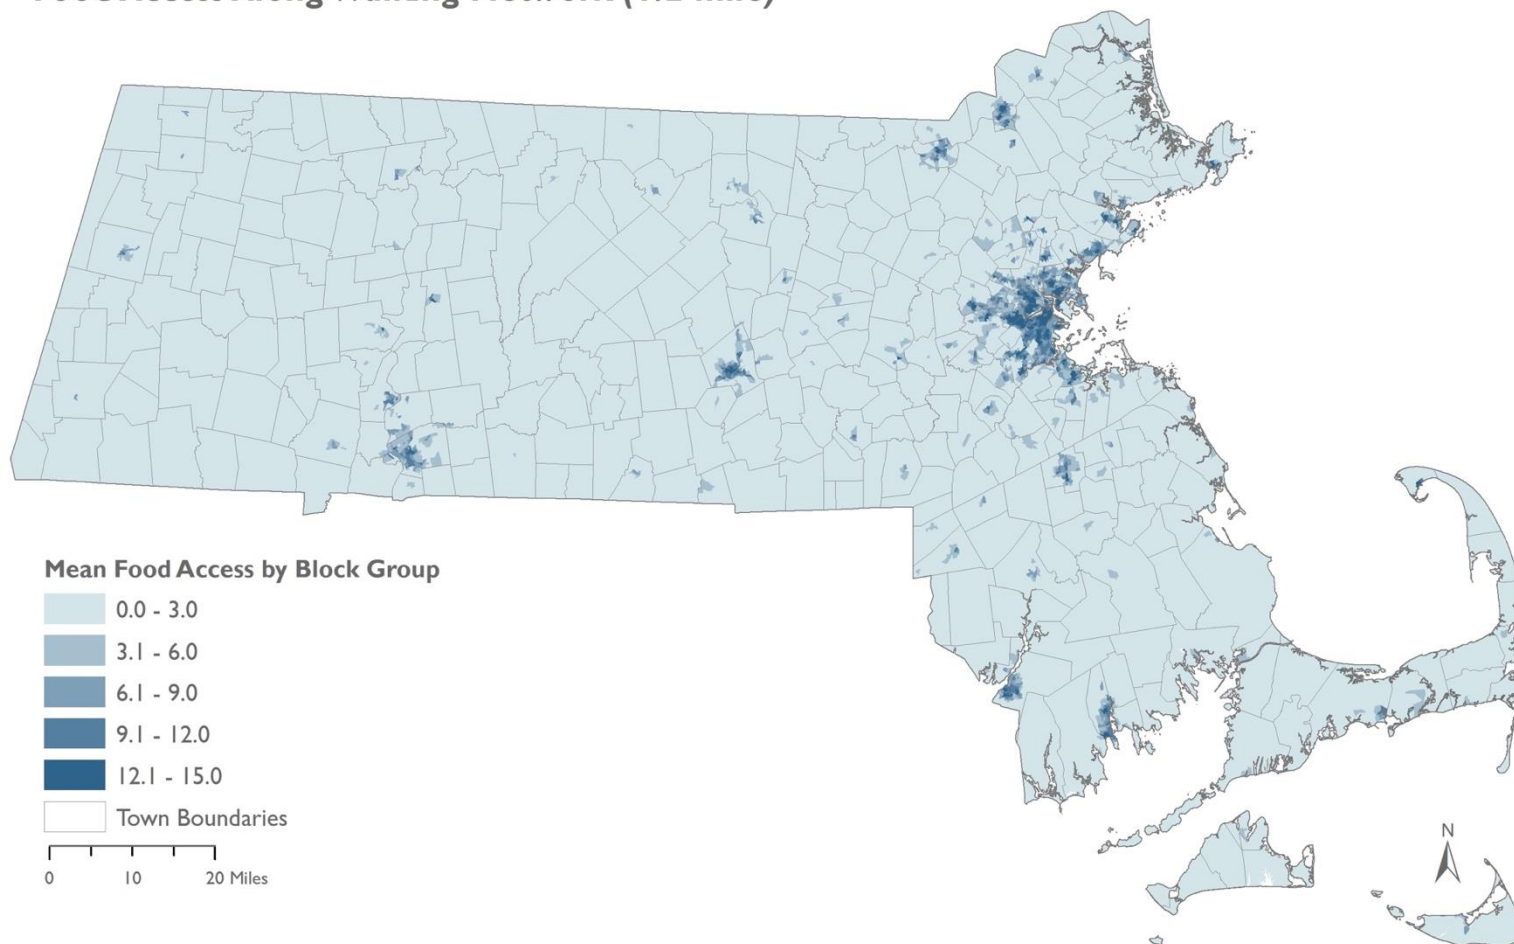 Mean Food Access by Block Group
0.0 - 3.0
3.1 - 6.0
6.1 - 9.0
9.1 - 12.0
12.1 - 15.0
Town Boundaries
0 10 20 Miles
N